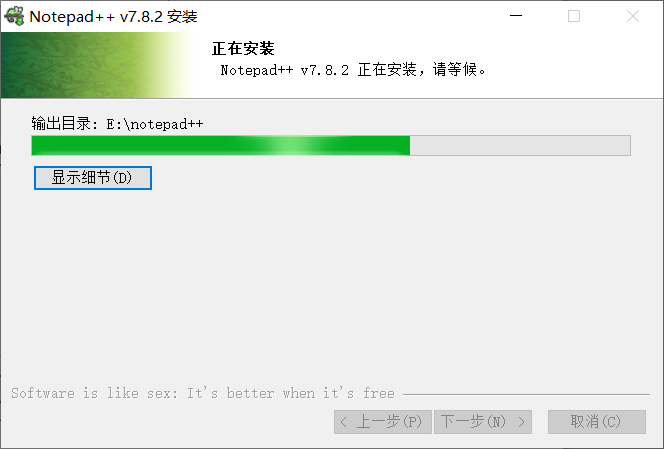 Notepad++ v7.8.2 安装
正在安装
Notepad++ v7.8.2 正在安装，请等候。
输出目录: E:\notepad++
显示细节(D)
Software is like sex: It's better when it's free
< 上一步(P)
下一步(N) >
取消(C)